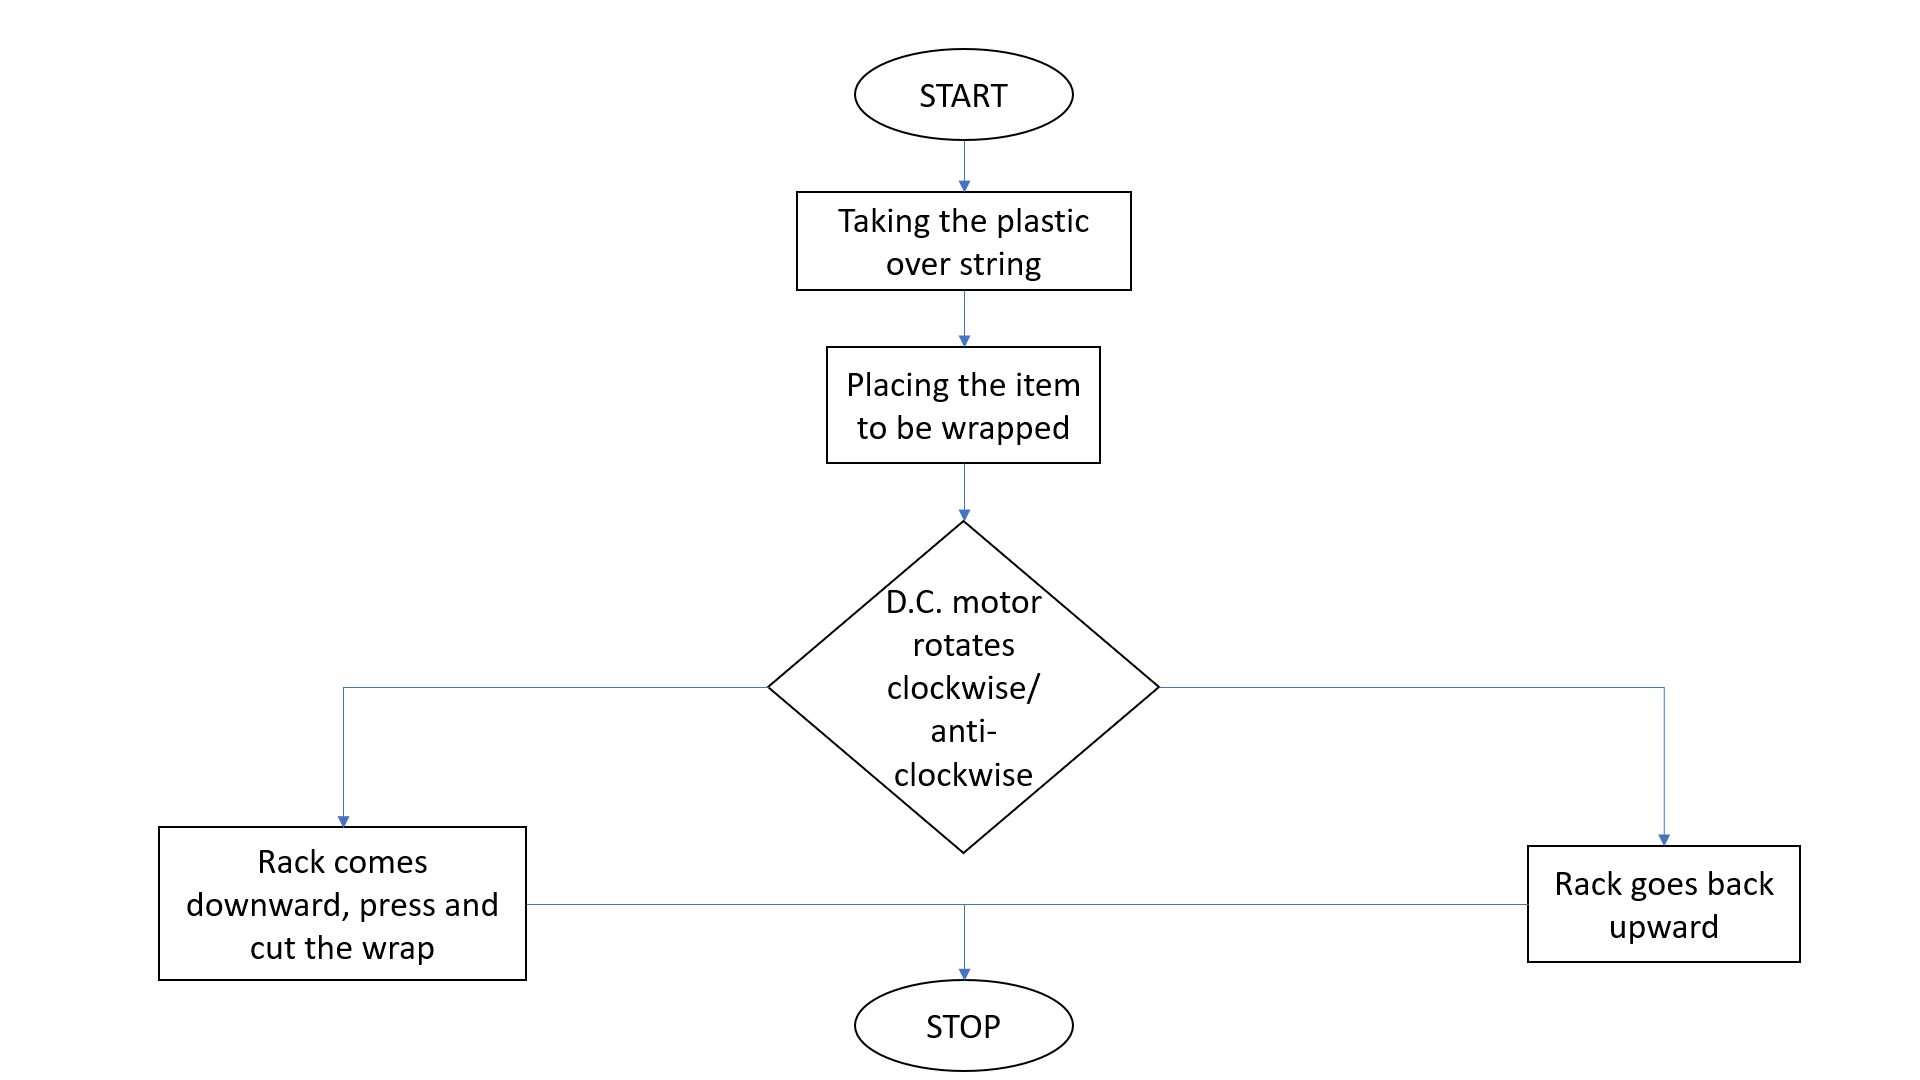 START
Taking the plastic
over string
Placing the item
to be wrapped
D.C. motor
rotates
clockwise/
anti-
clockwise
Rack comes
downward, press and
cut the wrap
Rack goes back
upward
STOP